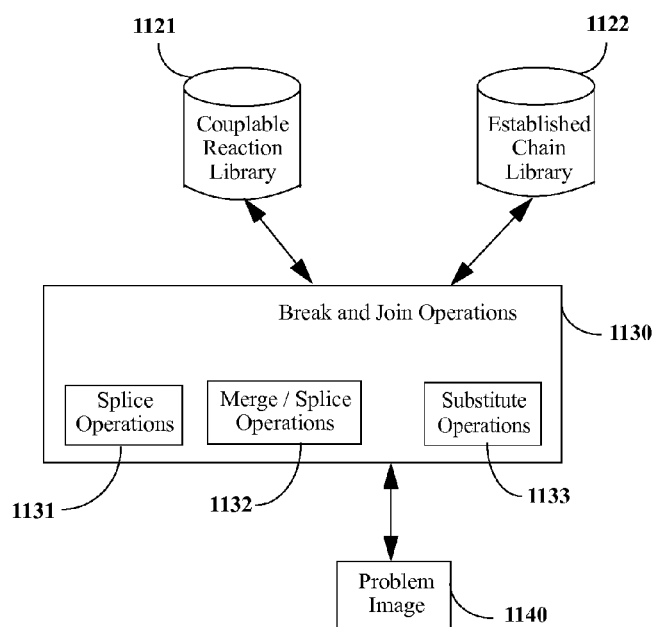 1121
1122
Couplable
Reaction
Library
Established
Chain
Library
Break and Join Operations
1130
Splice
Operations
Merge / Splice
Operations
Substitute
Operations
1131
1132
1133
Problem
Image
1140